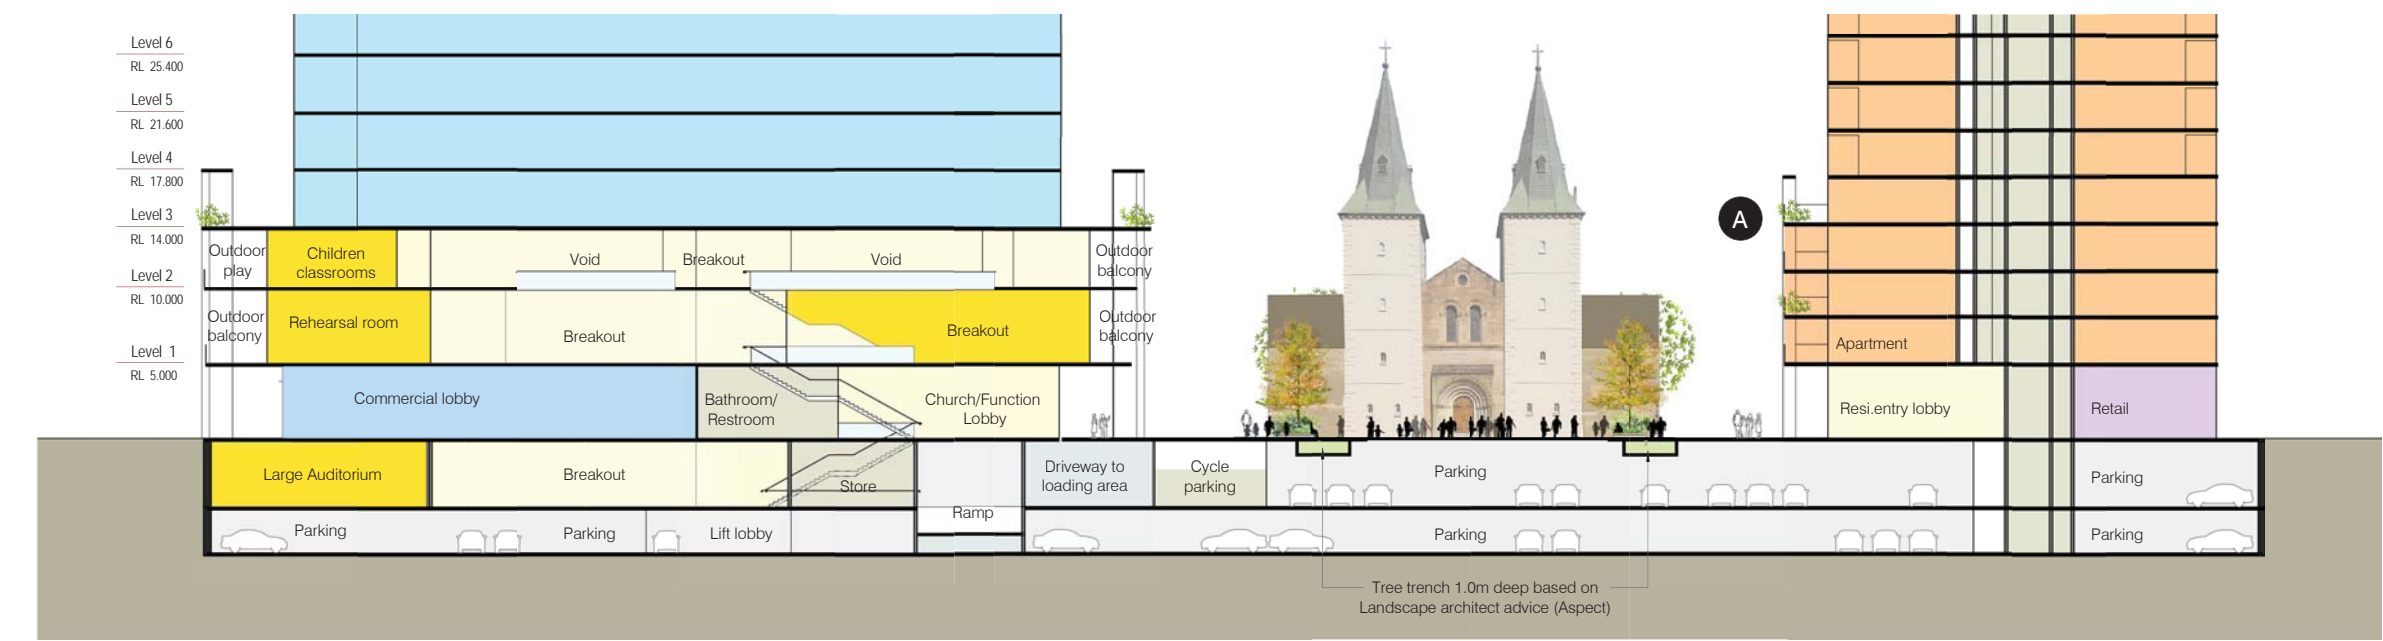 Level 6
RL 25.400
Level 5
RL 21.600
Level 4
RL 17.800
Level 3
RL 14.000
Level 2
RL 10.000
Level 1
RL 5.000
Outdoor
play
Children
classrooms
Void
Breakout
Void
Outdoor
balcony
A
Outdoor
balcony
Rehearsal room
Breakout
Breakout
Outdoor
balcony
Apartment
Commercial lobby
Bathroom/
Restroom
Church/Function
Lobby
Resi.entry lobby
Retail
Large Auditorium
Breakout
Store
Driveway to
loading area
Cycle
parking
Parking
Parking
Ramp
Parking
Parking
Lift lobby
Parking
Parking
Tree trench 1.0m deep based on
Landscape architect advice (Aspect)